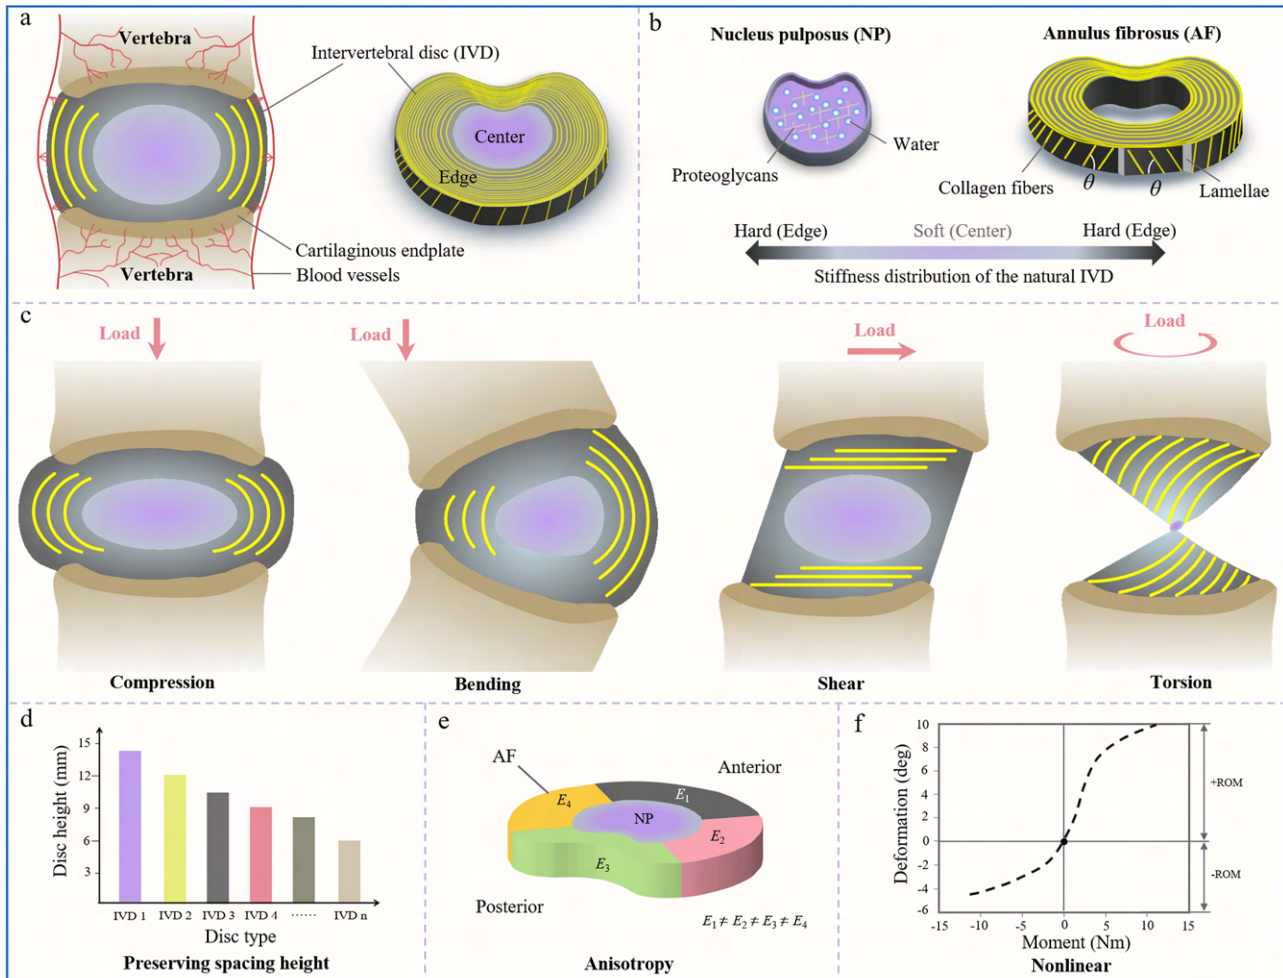 a
Vertebra
Intervertebral disc (IVD)
Center
Edge
Cartilaginous endplate
Blood vessels
Vertebra
b
Nucleus pulposus (NP)
Annulus fibrosus (AF)
Water
Proteoglycans
Collagen fibers
θ
θ
Lamellae
Hard (Edge)
Soft (Center)
Hard (Edge)
Stiffness distribution of the natural IVD
c
Load
Load
Load
Load
Compression
Bending
Shear
Torsion
d
Disc height (mm)
15
12
9
6
3
IVD 1
IVD 2
IVD 3
IVD 4
......
IVD n
Disc type
Preserving spacing height
e
AF
Anterior
E4
E1
NP
E2
E3
Posterior
E1 ≠ E2 ≠ E3 ≠ E4
Anisotropy
f
Deformation (deg)
10
8
6
4
2
0
-2
-4
-6
+ROM
-ROM
-15
-10
-5
0
5
10
15
Moment (Nm)
Nonlinear